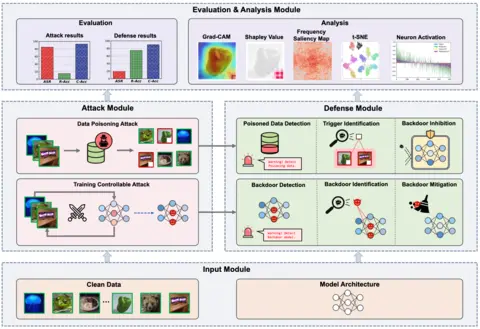 Evaluation & Analysis Module
Evaluation
Attack results
Defense results
ASR R-Acc C-Acc
ASR R-Acc C-Acc
Analysis
Grad-CAM
Shapley Value
Frequency
Saliency Map
t-SNE
Neuron Activation
Attack Module
Data Poisoning Attack
Training Controllable Attack
Defense Module
Poisoned Data Detection
Trigger Identification
Backdoor Inhibition
Warning! Detect
Poisoning data.
Backdoor Detection
Backdoor Identification
Backdoor Mitigation
Warning! Detect
Backdoor model.
Input Module
Clean Data
...
Model Architecture